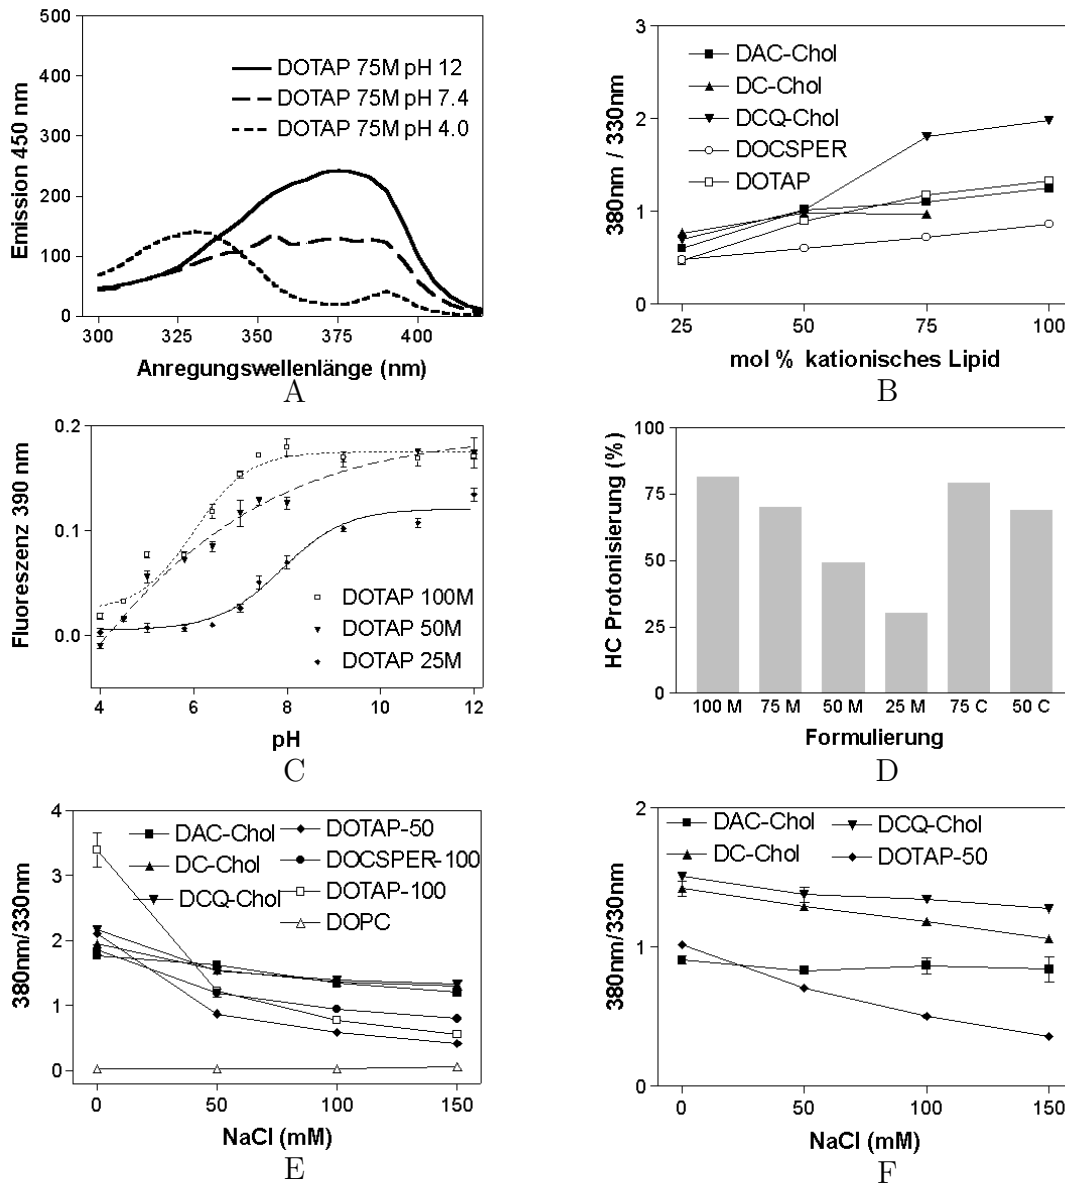 500
400
300
200
100
0
Emission 450 nm
DOTAP 75M pH 12
DOTAP 75M pH 7.4
DOTAP 75M pH 4.0
300 325 350 375 400
Anregungswellenlänge (nm)
A
3
2
1
0
380nm / 330nm
DAC-Chol
DC-Chol
DCQ-Chol
DOCSPER
DOTAP
25 50 75 100
mol % kationisches Lipid
B
0.2
0.1
0.0
Fluoreszenz 390 nm
DOTAP 100M
DOTAP 50M
DOTAP 25M
4 6 8 10 12
pH
C
100
75
50
25
0
HC Protonisierung (%)
100 M 75 M 50 M 25 M 75 C 50 C
Formulierung
D
4
3
2
1
0
380nm/330nm
DAC-Chol
DC-Chol
DCQ-Chol
DOTAP-50
DOCSPER-100
DOTAP-100
DOPC
0 50 100 150
NaCl (mM)
E
2
1
0
380nm/330nm
DAC-Chol
DC-Chol
DCQ-Chol
DOTAP-50
0 50 100 150
NaCl (mM)
F